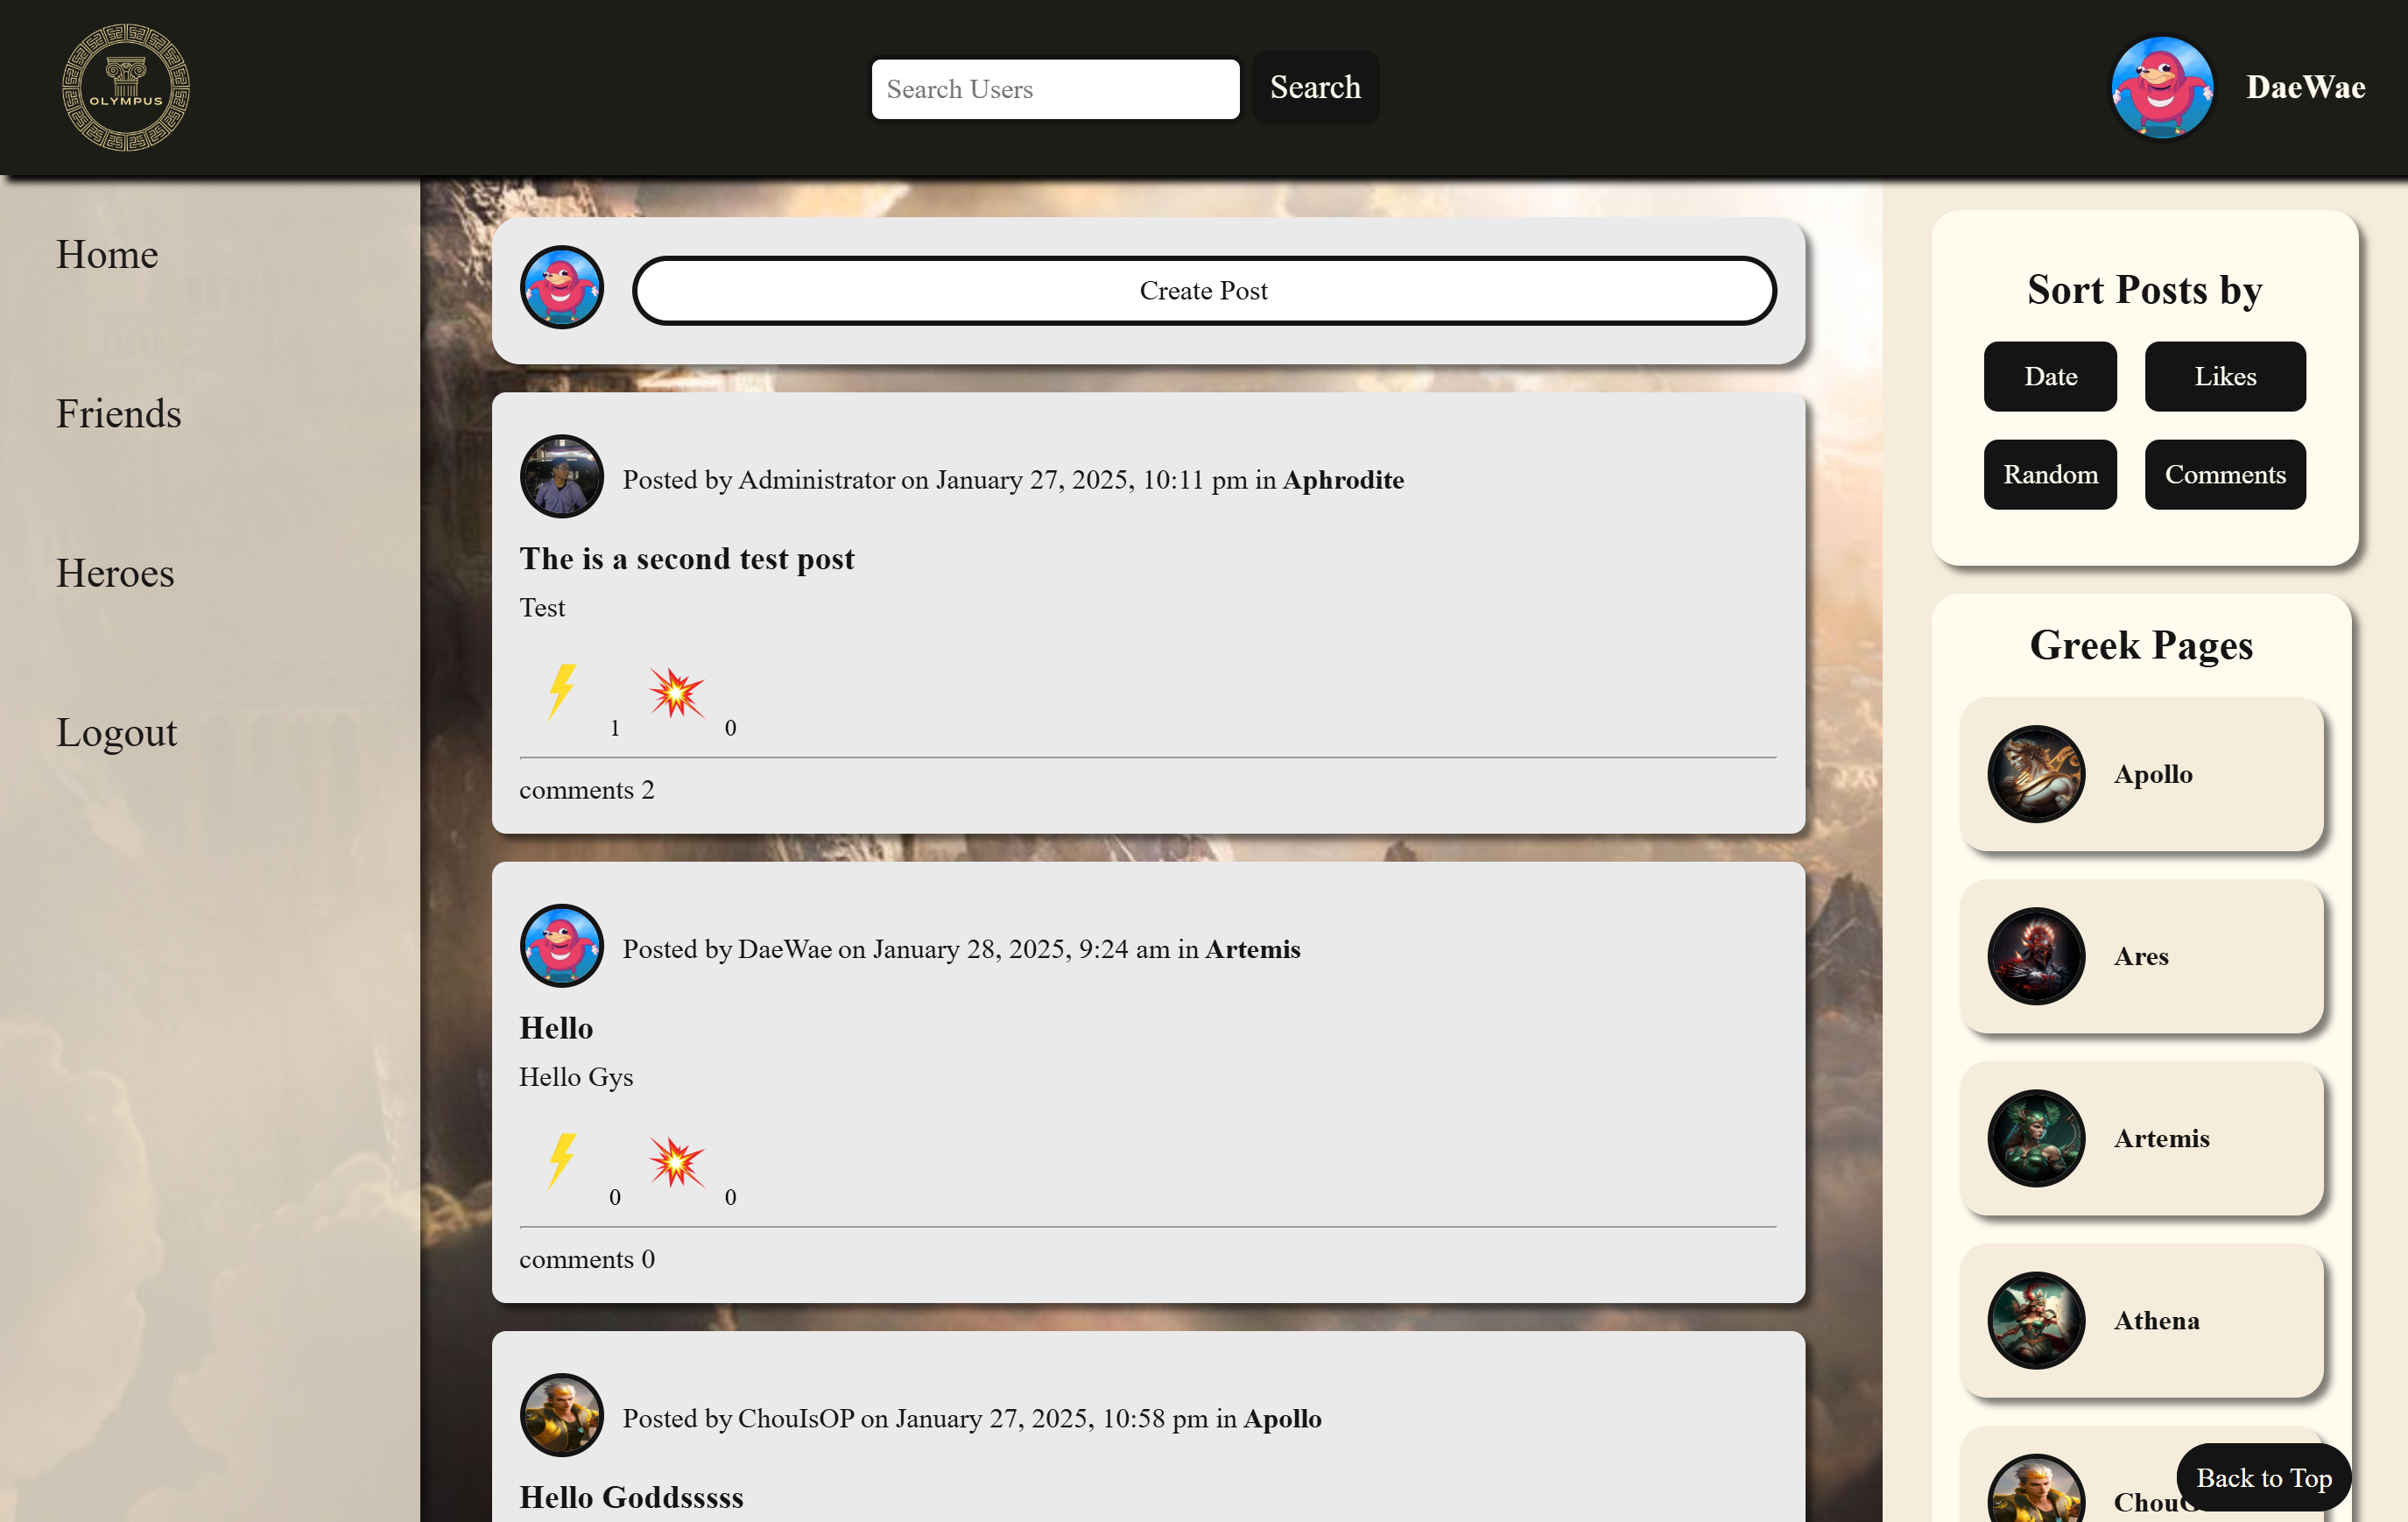 OLYMPUS
Search Users
Search
DaeWae
Home
Friends
Heroes
Logout
Create Post
Posted by Administrator on January 27, 2025, 10:11 pm in Aphrodite
The is a second test post
Test
1 0
comments 2
Posted by DaeWae on January 28, 2025, 9:24 am in Artemis
Hello
Hello Gys
0 0
comments 0
Posted by ChouIsOP on January 27, 2025, 10:58 pm in Apollo
Hello Goddsssss
Sort Posts by
Date Likes
Random Comments
Greek Pages
Apollo
Ares
Artemis
Athena
Back to Top